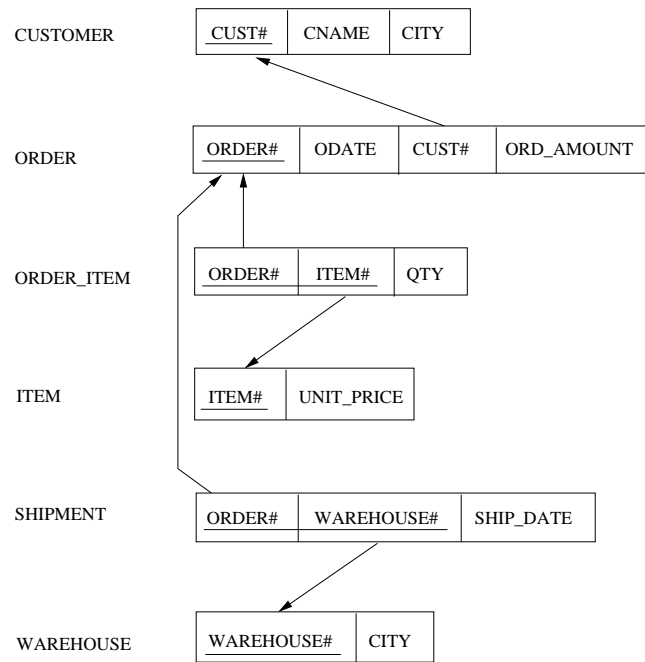 CUSTOMER CUST# CNAME CITY
ORDER ORDER# ODATE CUST# ORD_AMOUNT
ORDER_ITEM ORDER# ITEM# QTY
ITEM ITEM# UNIT_PRICE
SHIPMENT ORDER# WAREHOUSE# SHIP_DATE
WAREHOUSE WAREHOUSE# CITY